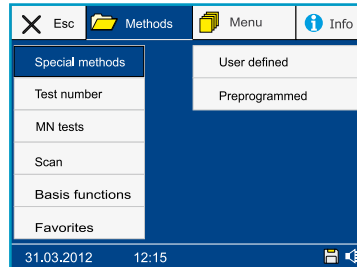 Esc Methods Menu Info
Special methods User defined
Test number Preprogrammed
MN tests
Scan
Basis functions
Favorites
31.03.2012 12:15